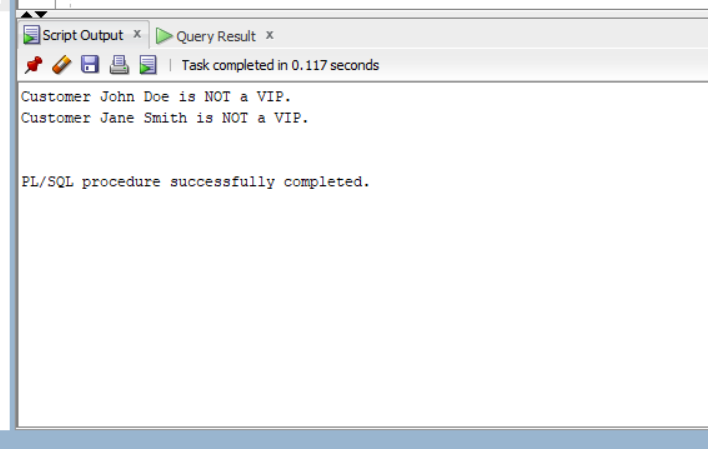 Script Output x Query Result x
Task completed in 0.117 seconds
Customer John Doe is NOT a VIP.
Customer Jane Smith is NOT a VIP.
PL/SQL procedure successfully completed.